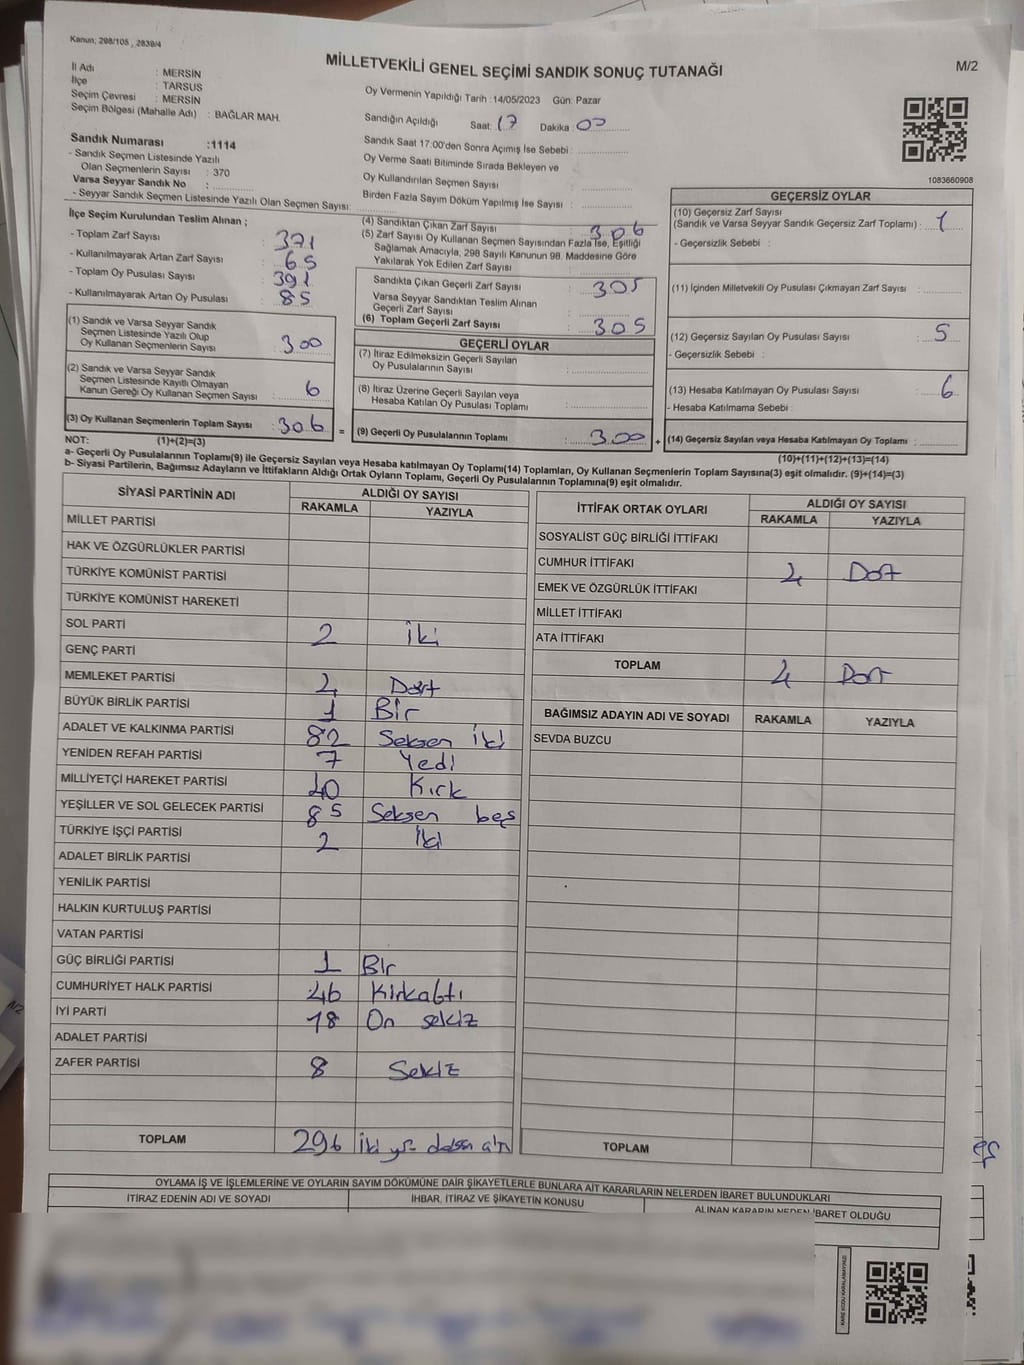 Kanun; 298/105 , 2839/4
MİLLETVEKİLİ GENEL SEÇİMİ SANDIK SONUÇ TUTANAĞI
M/2
İl Adı : MERSİN
İlçe : TARSUS
Seçim Çevresi : MERSİN
Seçim Bölgesi (Mahalle Adı) : BAĞLAR MAH.
Sandık Numarası :1114
- Sandık Seçmen Listesinde Yazılı
Olan Seçmenlerin Sayısı : 370
Varsa Seyyar Sandık No :
- Seyyar Sandık Seçmen Listesinde Yazılı Olan Seçmen Sayısı:
Oy Vermenin Yapıldığı Tarih :14/05/2023 Gün: Pazar
Sandığın Açıldığı Saat: 17 Dakika: 00
Sandık Saat 17:00'den Sonra Açımış İse Sebebi :
Oy Verme Saati Bitiminde Sırada Bekleyen ve
Oy Kullandırılan Seçmen Sayısı :
Birden Fazla Sayım Döküm Yapılmış İse Sayısı :
1083660908
İlçe Seçim Kurulundan Teslim Alınan ;
- Toplam Zarf Sayısı : 371
- Kullanılmayarak Artan Zarf Sayısı : 65
- Toplam Oy Pusulası Sayısı : 391
- Kullanılmayarak Artan Oy Pusulası : 85
(1) Sandık ve Varsa Seyyar Sandık
Seçmen Listesinde Yazılı Olup
Oy Kullanan Seçmenlerin Sayısı : 300
(2) Sandık ve Varsa Seyyar Sandık
Seçmen Listesinde Kayıtlı Olmayan
Kanun Gereği Oy Kullanan Seçmen Sayısı : 6
(3) Oy Kullanan Seçmenlerin Toplam Sayısı : 306
(4) Sandıktan Çıkan Zarf Sayısı : 306
(5) Zarf Sayısı Oy Kullanan Seçmen Sayısından Fazla İse, Eşitliği
Sağlamak Amacıyla, 298 Sayılı Kanunun 98. Maddesine Göre
Yakılarak Yok Edilen Zarf Sayısı :
Sandıkta Çıkan Geçerli Zarf Sayısı : 305
Varsa Seyyar Sandıktan Teslim Alınan
Geçerli Zarf Sayısı :
(6) Toplam Geçerli Zarf Sayısı : 305
GEÇERLİ OYLAR
(7) İtiraz Edilmeksizin Geçerli Sayılan
Oy Pusulalarının Sayısı :
(8) İtiraz Üzerine Geçerli Sayılan veya
Hesaba Katılan Oy Pusulası Toplamı :
= (9) Geçerli Oy Pusulalarının Toplamı : 300 +
GEÇERSİZ OYLAR
(10) Geçersiz Zarf Sayısı
(Sandık ve Varsa Seyyar Sandık Geçersiz Zarf Toplamı) : 1
- Geçersizlik Sebebi :
(11) İçinden Milletvekili Oy Pusulası Çıkmayan Zarf Sayısı :
(12) Geçersiz Sayılan Oy Pusulası Sayısı : 5
- Geçersizlik Sebebi :
(13) Hesaba Katılmayan Oy Pusulası Sayısı : 6
- Hesaba Katılmama Sebebi :
(14) Geçersiz Sayılan veya Hesaba Katılmayan Oy Toplamı :
NOT: (1)+(2)=(3) (10)+(11)+(12)+(13)=(14)
a- Geçerli Oy Pusulalarının Toplamı(9) ile Geçersiz Sayılan veya Hesaba katılmayan Oy Toplamı(14) Toplamları, Oy Kullanan Seçmenlerin Toplam Sayısına(3) eşit olmalıdır. (9)+(14)=(3)
b- Siyasi Partilerin, Bağımsız Adayların ve İttifakların Aldığı Ortak Oyların Toplamı, Geçerli Oy Pusulalarının Toplamına(9) eşit olmalıdır.
SİYASİ PARTİNİN ADI ALDIĞI OY SAYISI
RAKAMLA YAZIYLA
MİLLET PARTİSİ
HAK VE ÖZGÜRLÜKLER PARTİSİ
TÜRKİYE KOMÜNİST PARTİSİ
TÜRKİYE KOMÜNİST HAREKETİ
SOL PARTİ 2 İki
GENÇ PARTİ
MEMLEKET PARTİSİ 4 Dört
BÜYÜK BİRLİK PARTİSİ 1 Bir
ADALET VE KALKINMA PARTİSİ 82 Seksen İki
YENİDEN REFAH PARTİSİ 7 Yedi
MİLLİYETÇİ HAREKET PARTİSİ 40 Kırk
YEŞİLLER VE SOL GELECEK PARTİSİ 85 Seksen beş
TÜRKİYE İŞÇİ PARTİSİ 2 İki
ADALET BİRLİK PARTİSİ
YENİLİK PARTİSİ
HALKIN KURTULUŞ PARTİSİ
VATAN PARTİSİ
GÜÇ BİRLİĞİ PARTİSİ 1 Bir
CUMHURİYET HALK PARTİSİ 46 Kırkaltı
İYİ PARTİ 18 On sekiz
ADALET PARTİSİ
ZAFER PARTİSİ 8 Sekiz
TOPLAM 296 İki yüz
İTTİFAK ORTAK OYLARI ALDIĞI OY SAYISI
RAKAMLA YAZIYLA
SOSYALİST GÜÇ BİRLİĞİ İTTİFAKI
CUMHUR İTTİFAKI 4 Dört
EMEK VE ÖZGÜRLÜK İTTİFAKI
MİLLET İTTİFAKI
ATA İTTİFAKI
TOPLAM 4 Dört
BAĞIMSIZ ADAYIN ADI VE SOYADI RAKAMLA YAZIYLA
SEVDA BUZCU
TOPLAM
OYLAMA İŞ VE İŞLEMLERİNE VE OYLARIN SAYIM DÖKÜMÜNE DAİR ŞİKAYETLERLE BUNLARA AİT KARARLARIN NELERDEN İBARET BULUNDUKLARI
İTİRAZ EDENİN ADI VE SOYADI İHBAR, İTİRAZ VE ŞİKAYETİN KONUSU ALINAN KARARIN NEDEN İBARET OLDUĞU